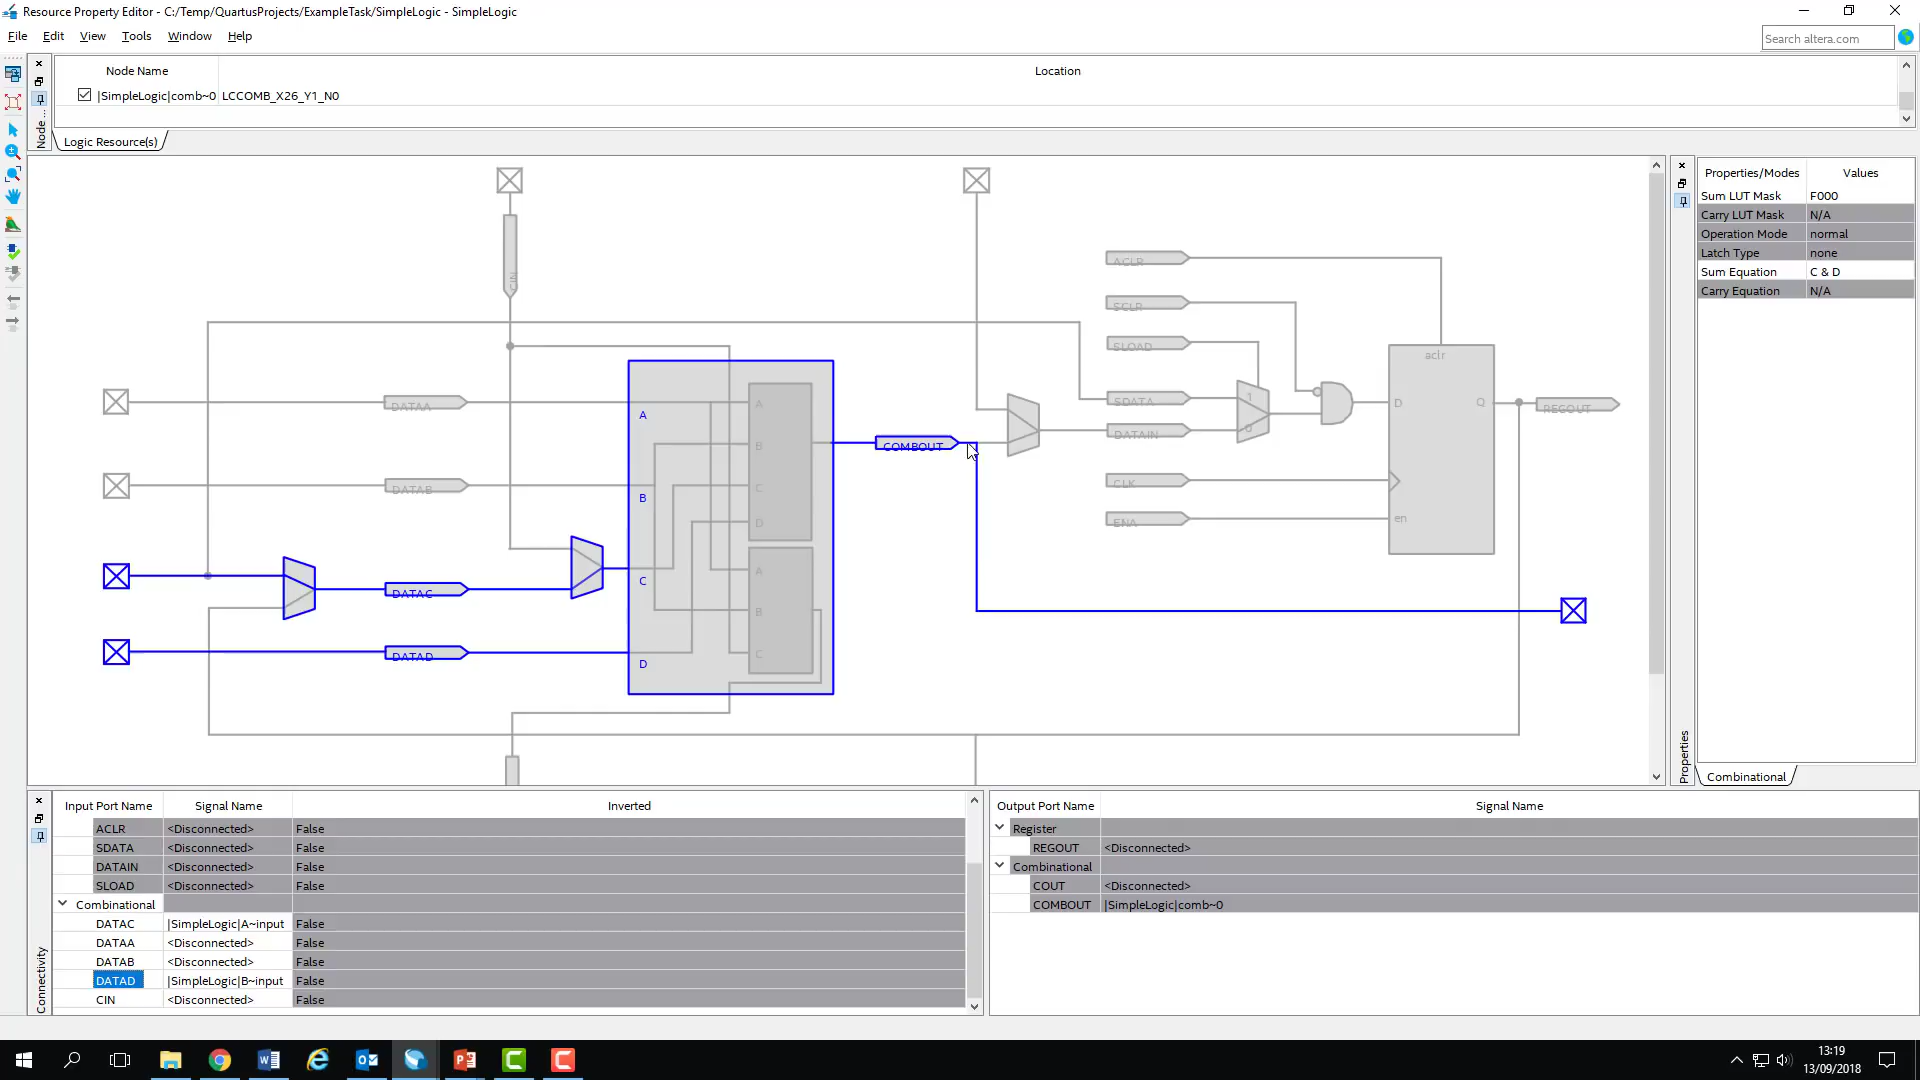 Resource Property Editor - C:/Temp/QuartusProjects/ExampleTask/SimpleLogic - SimpleLogic
File Edit View Tools Window Help
Search altera.com
Node Name Location
|SimpleLogic|comb~0 LCCOMB_X26_Y1_N0
Node ...
Logic Resource(s)
Properties/Modes Values
Sum LUT Mask F000
Carry LUT Mask N/A
Operation Mode normal
Latch Type none
Sum Equation C & D
Carry Equation N/A
Properties
Combinational
CIN
ACLR
SCLR
SLOAD
aclr
DATAA
A
A
SDATA
1
D
Q
REGOUT
B
COMBOUT
DATAIN
0
DATAB
B
C
CLK
D
ENA
en
A
DATAC
C
B
DATAD
D
C
Input Port Name Signal Name Inverted
ACLR <Disconnected> False
SDATA <Disconnected> False
DATAIN <Disconnected> False
SLOAD <Disconnected> False
Combinational
DATAC |SimpleLogic|A~input False
DATAA <Disconnected> False
DATAB <Disconnected> False
DATAD |SimpleLogic|B~input False
CIN <Disconnected> False
Connectivity
Output Port Name Signal Name
Register
REGOUT <Disconnected>
Combinational
COUT <Disconnected>
COMBOUT |SimpleLogic|comb~0
13:19
13/09/2018